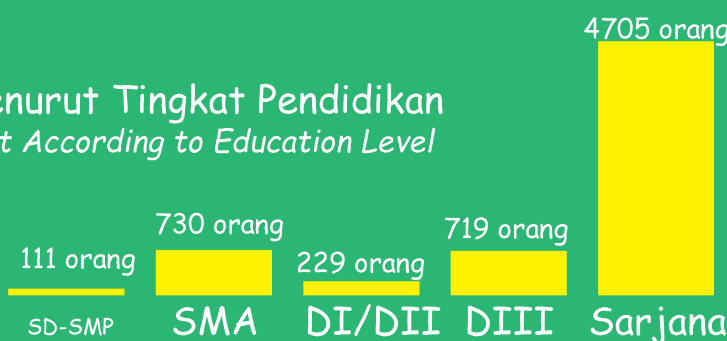 4705 orang
enurut Tingkat Pendidikan
t According to Education Level
730 orang
719 orang
111 orang
229 orang
SD-SMP
SMA
DI/DII
DIII
Sarjana